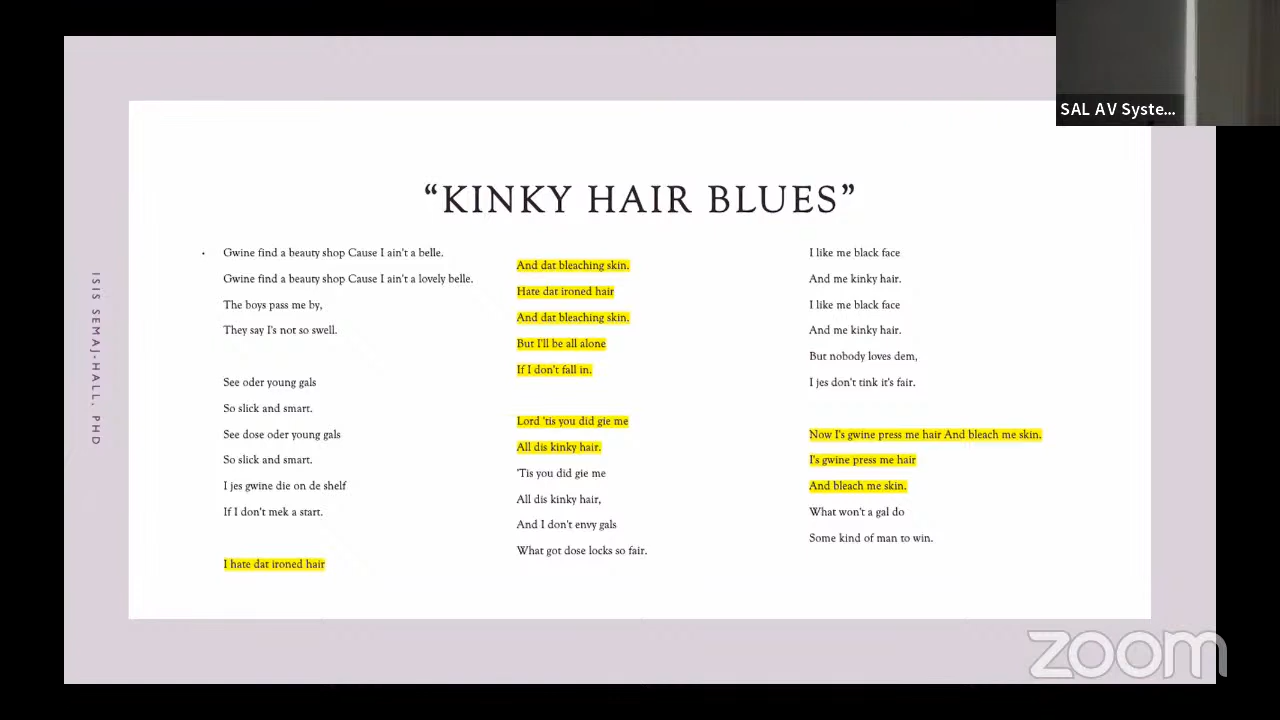 SAL AV Syste...
“KINKY HAIR BLUES”
ISIS SEMAJ-HALL, PHD
• Gwine find a beauty shop Cause I ain't a belle.
Gwine find a beauty shop Cause I ain't a lovely belle.
The boys pass me by,
They say I's not so swell.
See oder young gals
So slick and smart.
See dose oder young gals
So slick and smart.
I jes gwine die on de shelf
If I don't mek a start.
I hate dat ironed hair
And dat bleaching skin.
Hate dat ironed hair
And dat bleaching skin.
But I'll be all alone
If I don't fall in.
Lord 'tis you did gie me
All dis kinky hair.
'Tis you did gie me
All dis kinky hair,
And I don't envy gals
What got dose locks so fair.
I like me black face
And me kinky hair.
I like me black face
And me kinky hair.
But nobody loves dem,
I jes don't tink it's fair.
Now I's gwine press me hair And bleach me skin.
I's gwine press me hair
And bleach me skin.
What won't a gal do
Some kind of man to win.
zoom